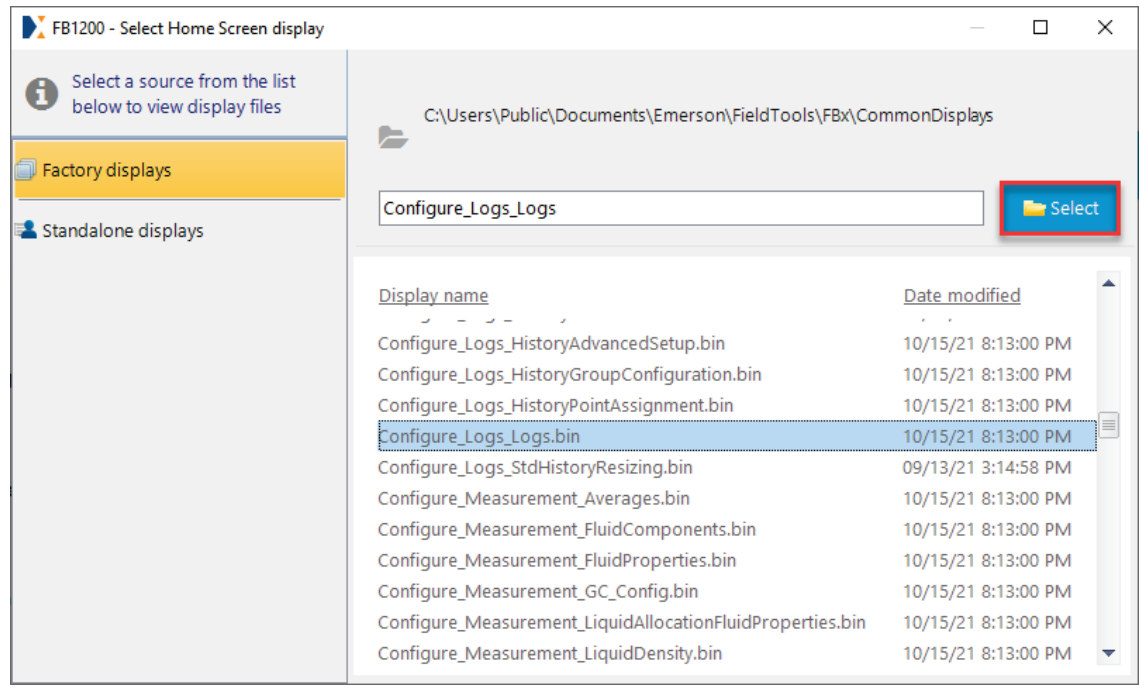 FB1200 - Select Home Screen display
Select a source from the list
below to view display files
Factory displays
Standalone displays
C:\Users\Public\Documents\Emerson\FieldTools\FBx\CommonDisplays
Configure_Logs_Logs
Select
Display name Date modified
Configure_Logs_HistoryAdvancedSetup.bin 10/15/21 8:13:00 PM
Configure_Logs_HistoryGroupConfiguration.bin 10/15/21 8:13:00 PM
Configure_Logs_HistoryPointAssignment.bin 10/15/21 8:13:00 PM
Configure_Logs_Logs.bin 10/15/21 8:13:00 PM
Configure_Logs_StdHistoryResizing.bin 09/13/21 3:14:58 PM
Configure_Measurement_Averages.bin 10/15/21 8:13:00 PM
Configure_Measurement_FluidComponents.bin 10/15/21 8:13:00 PM
Configure_Measurement_FluidProperties.bin 10/15/21 8:13:00 PM
Configure_Measurement_GC_Config.bin 10/15/21 8:13:00 PM
Configure_Measurement_LiquidAllocationFluidProperties.bin 10/15/21 8:13:00 PM
Configure_Measurement_LiquidDensity.bin 10/15/21 8:13:00 PM